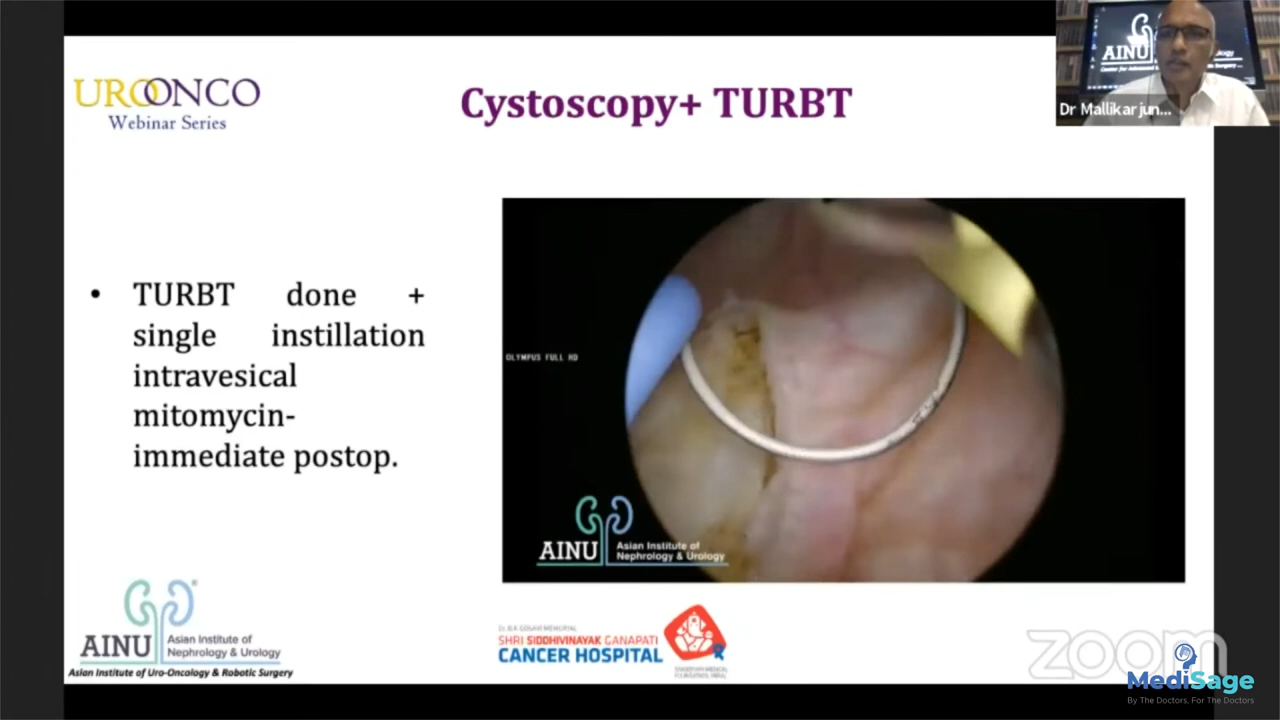 UROONCO
Webinar Series
Cystoscopy+ TURBT
AINU
Dr Mallikarjun...
• TURBT done +
single instillation
intravesical
mitomycin-
immediate postop.
OLYMPUS FULL HD
AINU
Asian Institute of
Nephrology & Urology
AINU
Asian Institute of
Nephrology & Urology
Asian Institute of Uro-Oncology & Robotic Surgery
SHRI SIDDHIVINAYAK GANAPATI
CANCER HOSPITAL
zoom
MediSage
By The Doctors, For The Doctors